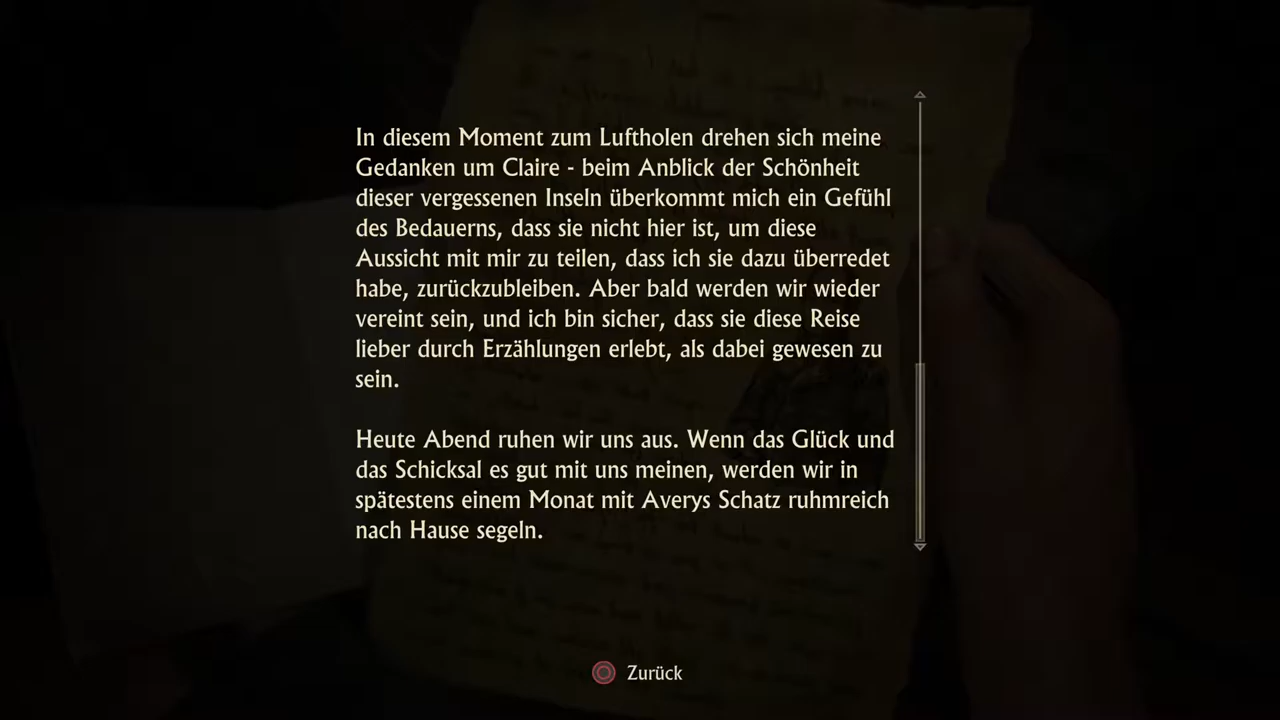 In diesem Moment zum Luftholen drehen sich meine
Gedanken um Claire - beim Anblick der Schönheit
dieser vergessenen Inseln überkommt mich ein Gefühl
des Bedauerns, dass sie nicht hier ist, um diese
Aussicht mit mir zu teilen, dass ich sie dazu überredet
habe, zurückzubleiben. Aber bald werden wir wieder
vereint sein, und ich bin sicher, dass sie diese Reise
lieber durch Erzählungen erlebt, als dabei gewesen zu
sein.
Heute Abend ruhen wir uns aus. Wenn das Glück und
das Schicksal es gut mit uns meinen, werden wir in
spätestens einem Monat mit Averys Schatz ruhmreich
nach Hause segeln.
Zurück